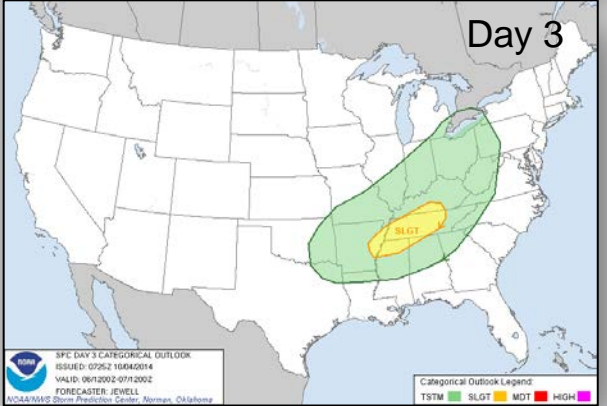 Day 3
SLGT
NOAA
SPC DAY 3 CATEGORICAL OUTLOOK
ISSUED: 0725Z 10/04/2014
VALID: 06/1200Z-07/1200Z
FORECASTER: JEWELL
NOAA/NWS Storm Prediction Center, Norman, Oklahoma
Categorical Outlook Legend:
TSTM SLGT MDT HIGH